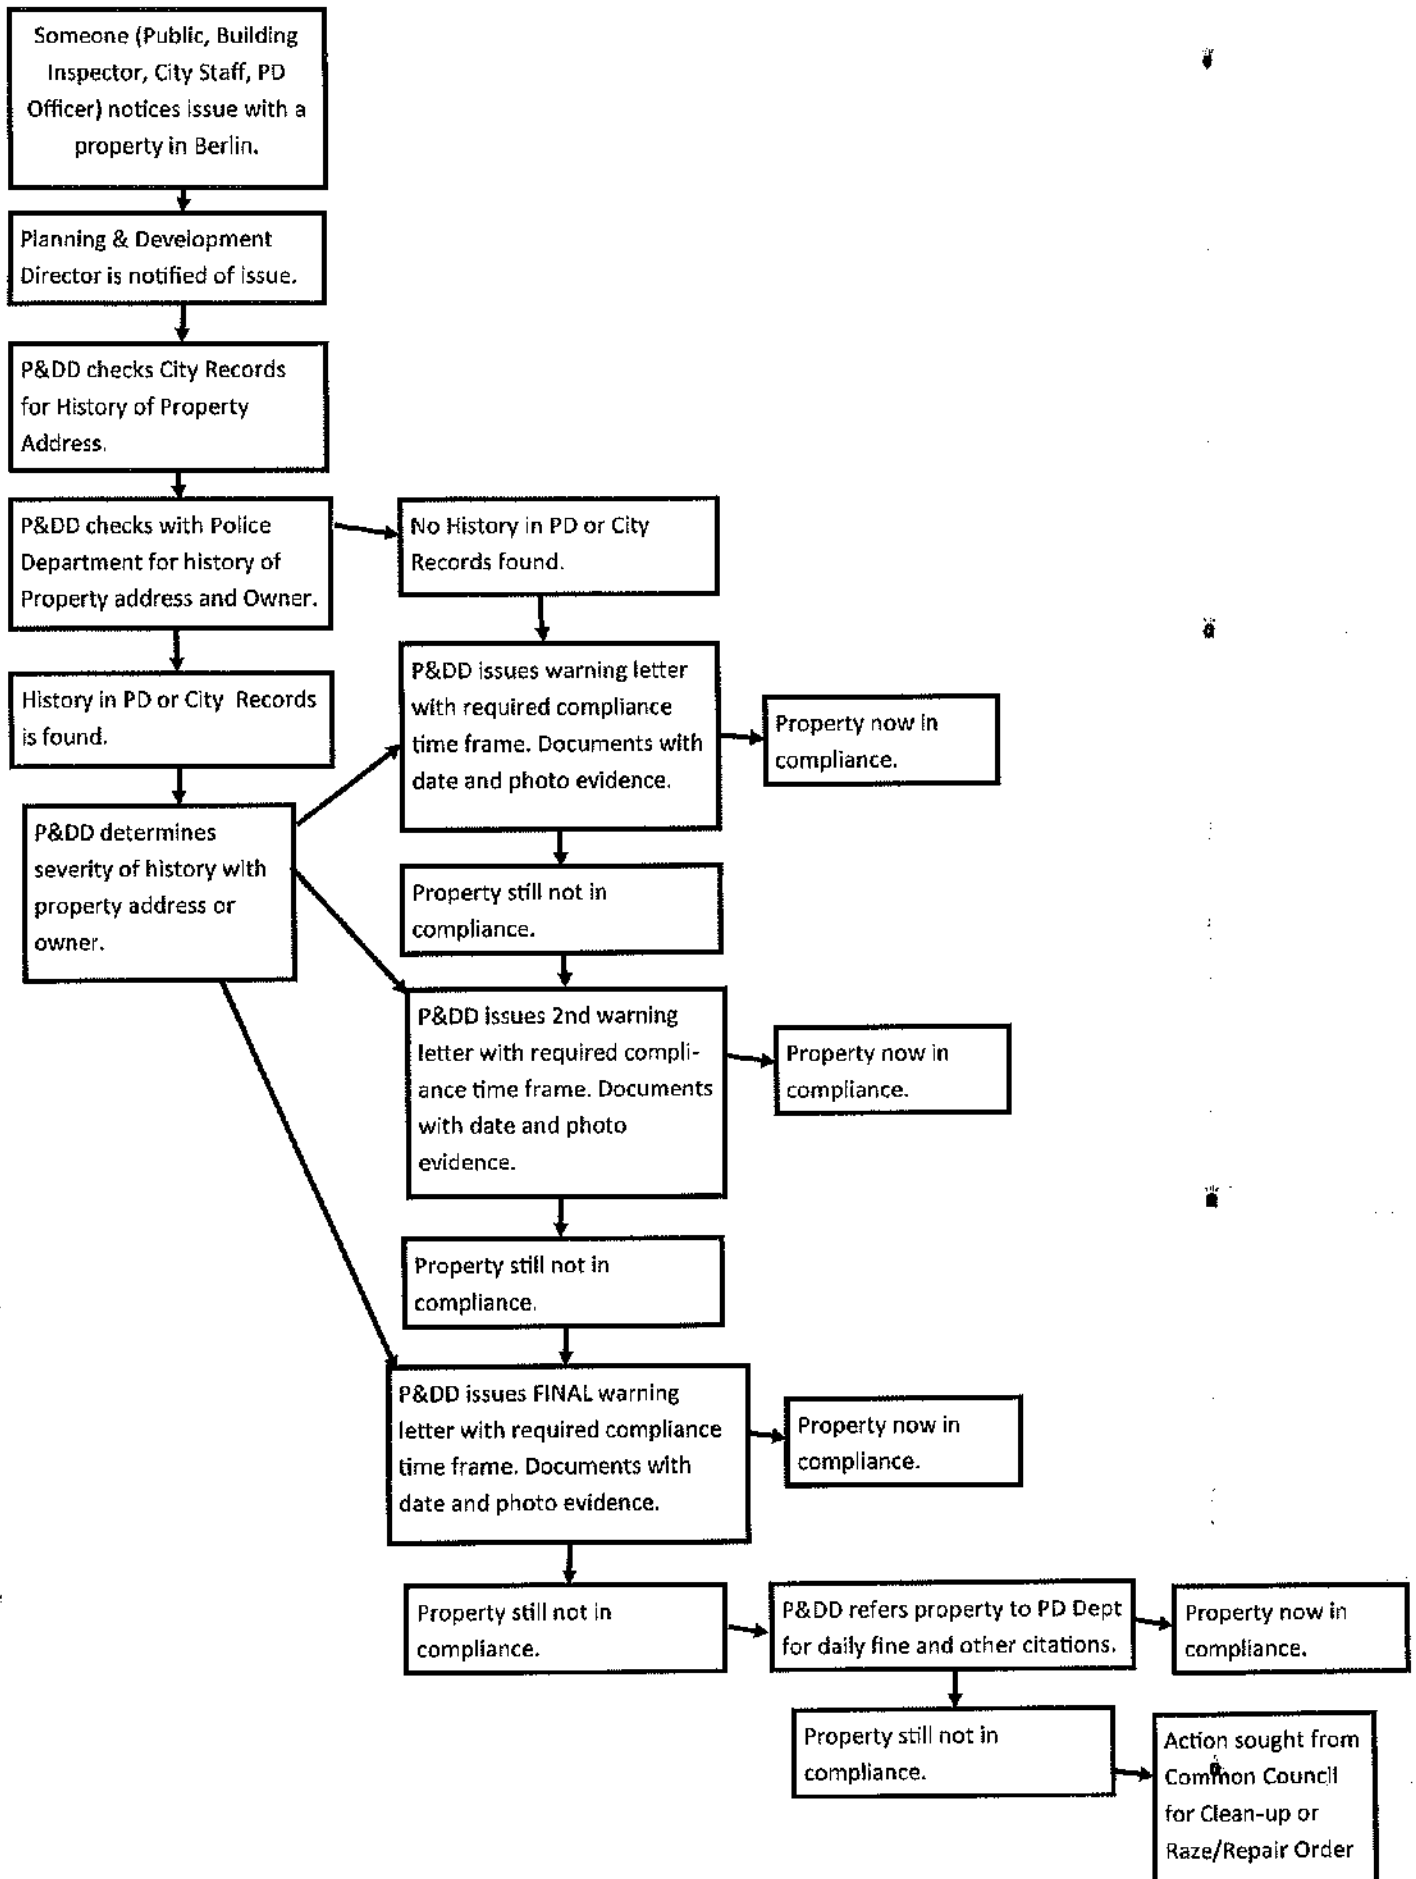 Someone (Public, Building
Inspector, City Staff, PD
Officer) notices issue with a
property in Berlin.
Planning & Development
Director is notified of issue.
P&DD checks City Records
for History of Property
Address.
P&DD checks with Police
Department for history of
Property address and Owner.
No History in PD or City
Records found.
History in PD or City Records
is found.
P&DD issues warning letter
with required compliance
time frame. Documents with
date and photo evidence.
Property now in
compliance.
P&DD determines
severity of history with
property address or
owner.
Property still not in
compliance.
P&DD issues 2nd warning
letter with required compli-
ance time frame. Documents
with date and photo
evidence.
Property now in
compliance.
Property still not in
compliance.
P&DD issues FINAL warning
letter with required compliance
time frame. Documents with
date and photo evidence.
Property now in
compliance.
Property still not in
compliance.
P&DD refers property to PD Dept
for daily fine and other citations.
Property now in
compliance.
Property still not in
compliance.
Action sought from
Common Council
for Clean-up or
Raze/Repair Order